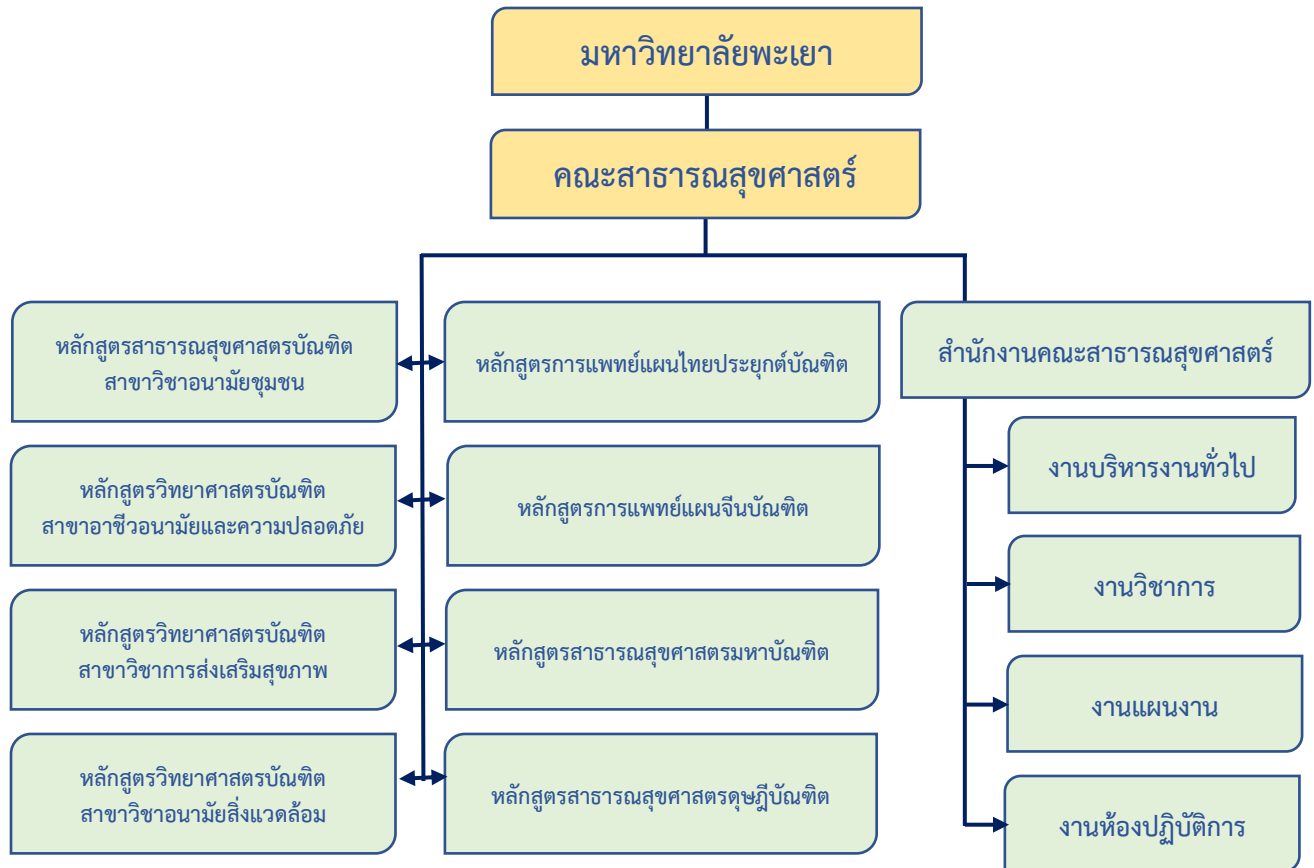 มหาวิทยาลัยพะเยา
คณะสาธารณสุขศาสตร์
หลักสูตรสาธารณสุขศาสตรบัณฑิต
สาขาวิชาอนามัยชุมชน
หลักสูตรการแพทย์แผนไทยประยุกต์บัณฑิต
สำนักงานคณะสาธารณสุขศาสตร์
หลักสูตรวิทยาศาสตรบัณฑิต
สาขาอาชีวอนามัยและความปลอดภัย
หลักสูตรการแพทย์แผนจีนบัณฑิต
งานบริหารงานทั่วไป
หลักสูตรวิทยาศาสตรบัณฑิต
สาขาวิชาการส่งเสริมสุขภาพ
หลักสูตรสาธารณสุขศาสตรมหาบัณฑิต
งานวิชาการ
หลักสูตรวิทยาศาสตรบัณฑิต
สาขาวิชาอนามัยสิ่งแวดล้อม
หลักสูตรสาธารณสุขศาสตรดุษฎีบัณฑิต
งานแผนงาน
งานห้องปฏิบัติการ